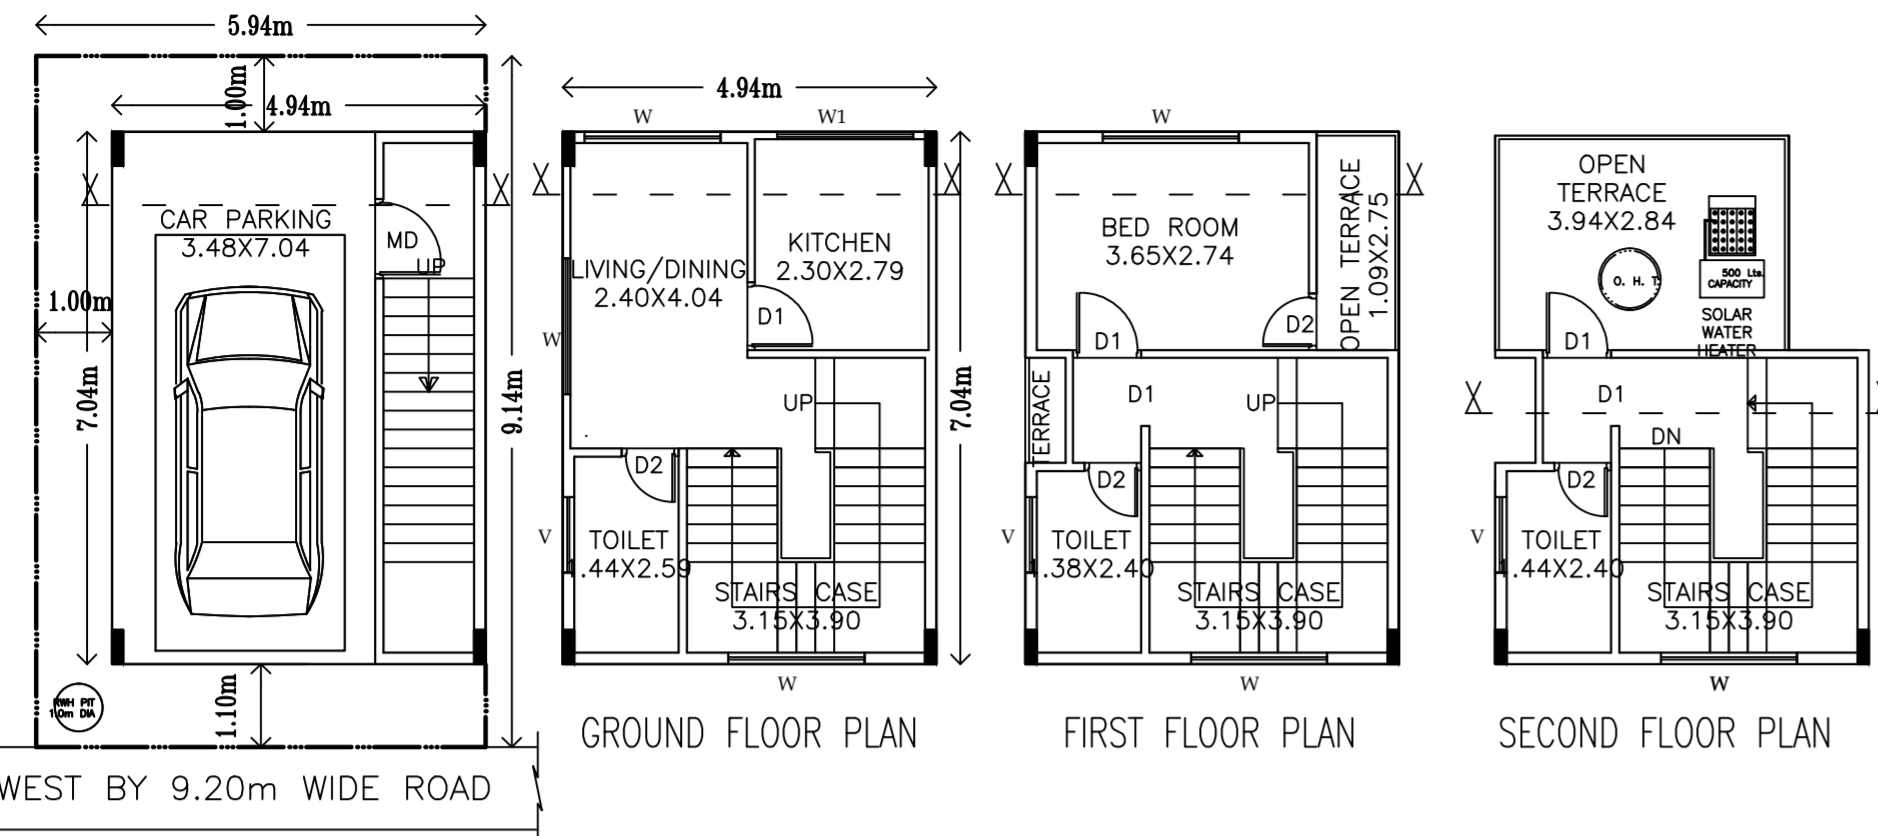 5.94m
1.00m
4.94m
X
X
CAR PARKING
3.48X7.04
MD
UP
1.00m
7.04m
9.14m
1.10m
RWH PIT
1.0m DIA
WEST BY 9.20m WIDE ROAD
4.94m
W
W1
X
X
LIVING/DINING
2.40X4.04
KITCHEN
2.30X2.79
D1
W
UP
7.04m
D2
V
TOILET
.44X2.59
STAIRS CASE
3.15X3.90
W
GROUND FLOOR PLAN
W
X
X
BED ROOM
3.65X2.74
OPEN TERRACE
1.09X2.75
D1
D2
TERRACE
D1
UP
D2
V
TOILET
1.38X2.40
STAIRS CASE
3.15X3.90
W
FIRST FLOOR PLAN
OPEN
TERRACE
3.94X2.84
O. H. T.
500 Lts.
CAPACITY
SOLAR
WATER
HEATER
D1
X
D1
DN
D2
V
TOILET
.44X2.40
STAIRS CASE
3.15X3.90
W
SECOND FLOOR PLAN